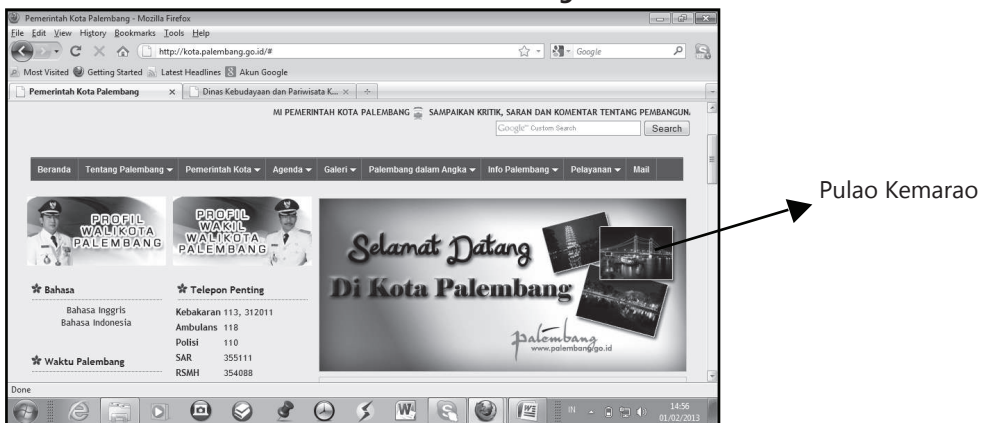 Pemerintah Kota Palembang - Mozilla Firefox
File Edit View History Bookmarks Tools Help
http://kota.palembang.go.id/#
Google
Most Visited Getting Started Latest Headlines Akun Google
Pemerintah Kota Palembang
Dinas Kebudayaan dan Pariwisata K...
MI PEMERINTAH KOTA PALEMBANG SAMPAIKAN KRITIK, SARAN DAN KOMENTAR TENTANG PEMBANGUN
Google Custom Search Search
Beranda Tentang Palembang Pemerintah Kota Agenda Galeri Palembang dalam Angka Info Palembang Pelayanan Mail
PROFIL
WALIKOTA
PALEMBANG
PROFIL
WAKIL
WALIKOTA
PALEMBANG
Selamat Datang
Di Kota Palembang
palembang
www.palembang.go.id
Pulao Kemarao
Bahasa
Bahasa Inggris
Bahasa Indonesia
Waktu Palembang
Telepon Penting
Kebakaran 113, 312011
Ambulans 118
Polisi 110
SAR 355111
RSMH 354088
Done
IN
14:56
01/02/2013